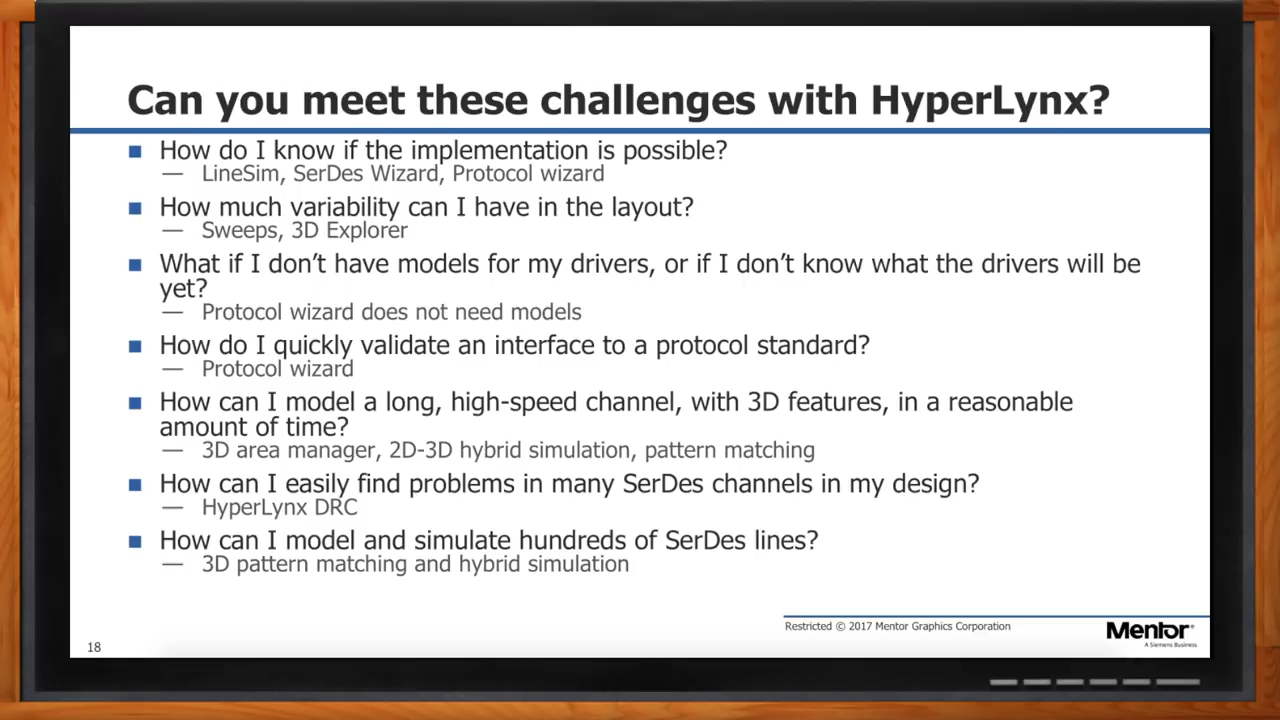 Can you meet these challenges with HyperLynx?
■ How do I know if the implementation is possible?
— LineSim, SerDes Wizard, Protocol wizard
■ How much variability can I have in the layout?
— Sweeps, 3D Explorer
■ What if I don’t have models for my drivers, or if I don’t know what the drivers will be
yet?
— Protocol wizard does not need models
■ How do I quickly validate an interface to a protocol standard?
— Protocol wizard
■ How can I model a long, high-speed channel, with 3D features, in a reasonable
amount of time?
— 3D area manager, 2D-3D hybrid simulation, pattern matching
■ How can I easily find problems in many SerDes channels in my design?
— HyperLynx DRC
■ How can I model and simulate hundreds of SerDes lines?
— 3D pattern matching and hybrid simulation
Restricted © 2017 Mentor Graphics Corporation
Mentor®
A Siemens Business
18